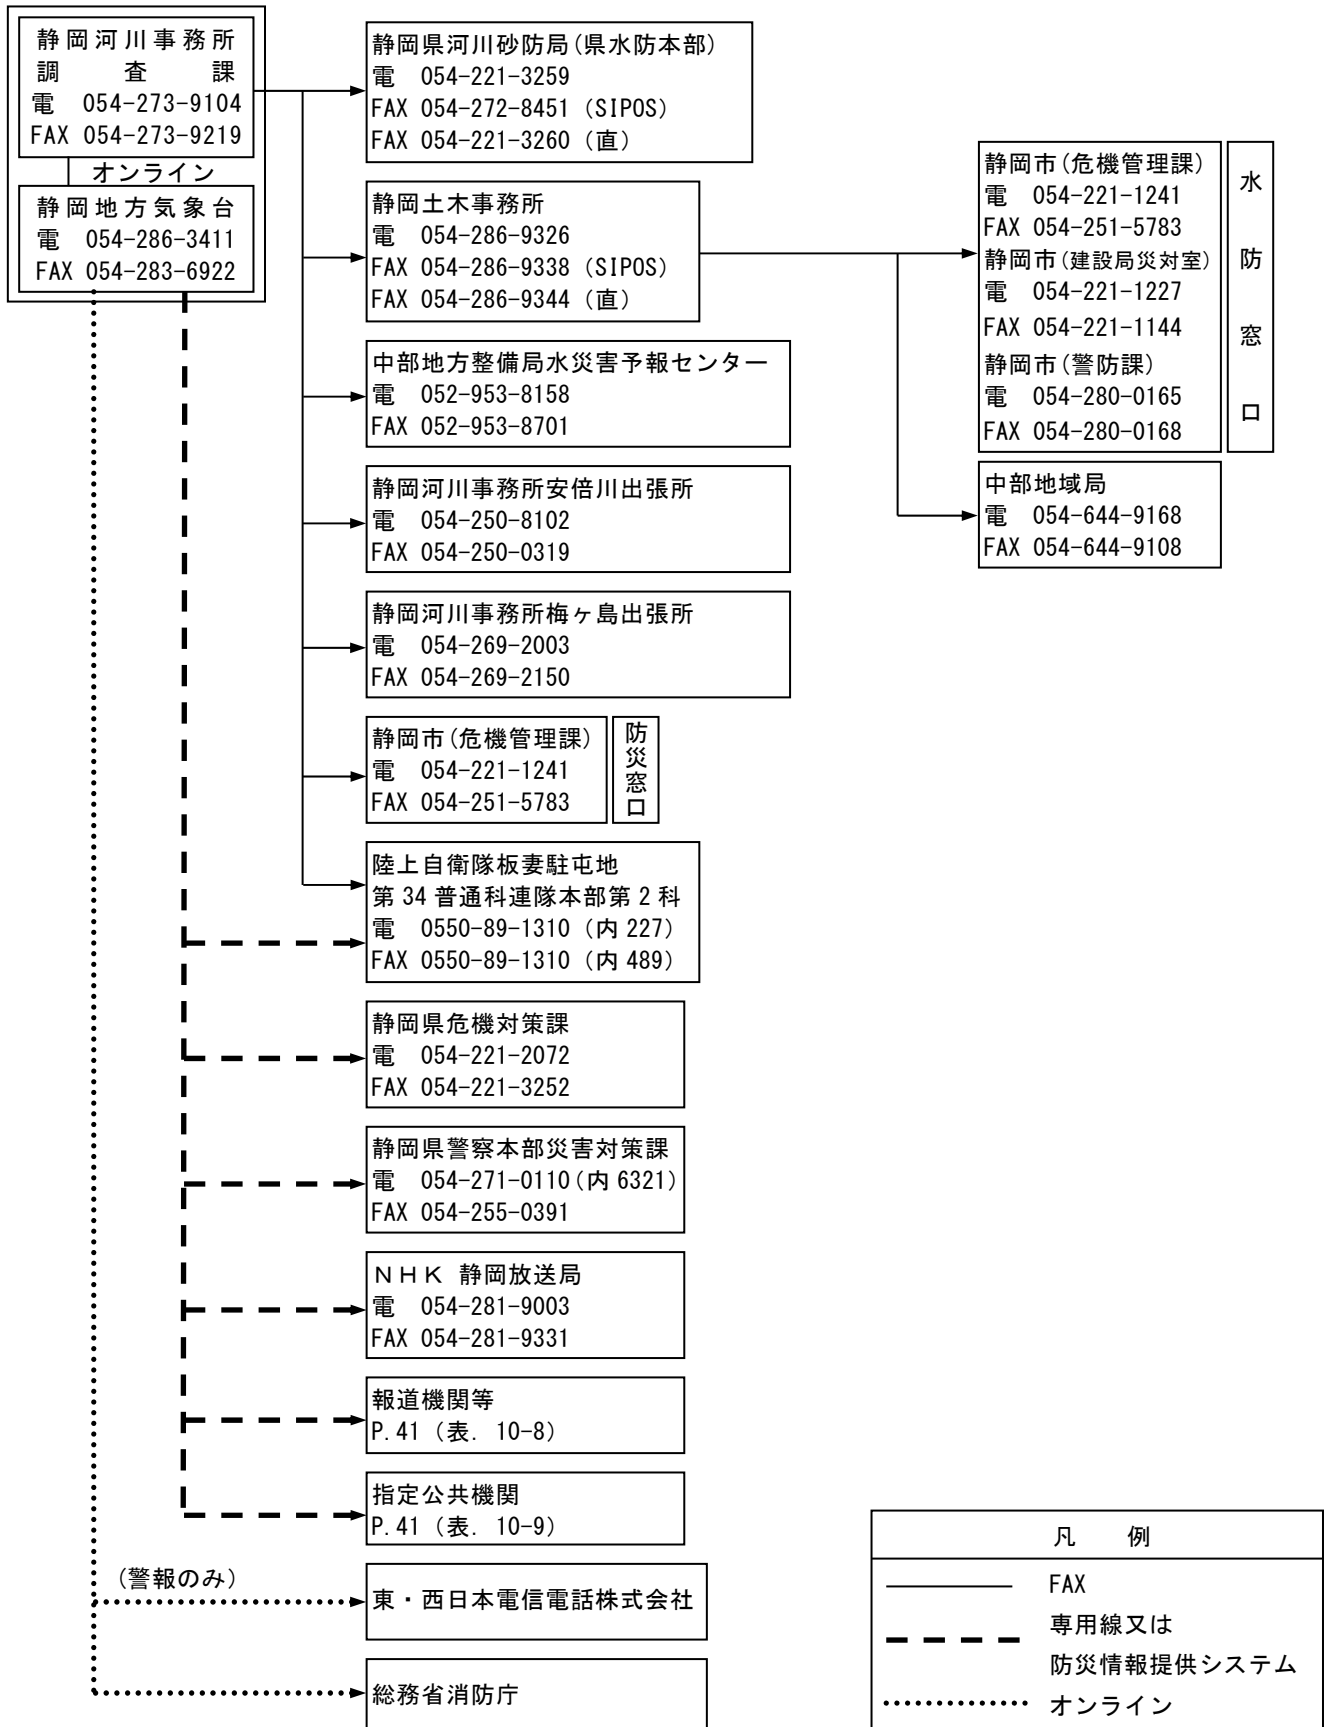 静岡河川事務所
調査課
電 054-273-9104
FAX 054-273-9219
オンライン
静岡地方気象台
電 054-286-3411
FAX 054-283-6922
静岡県河川砂防局(県水防本部)
電 054-221-3259
FAX 054-272-8451 (SIPOS)
FAX 054-221-3260 (直)
静岡土木事務所
電 054-286-9326
FAX 054-286-9338 (SIPOS)
FAX 054-286-9344 (直)
静岡市(危機管理課)
電 054-221-1241
FAX 054-251-5783
静岡市(建設局災対室)
電 054-221-1227
FAX 054-221-1144
静岡市(警防課)
電 054-280-0165
FAX 054-280-0168
水防窓口
中部地域局
電 054-644-9168
FAX 054-644-9108
中部地方整備局水災害予報センター
電 052-953-8158
FAX 052-953-8701
静岡河川事務所安倍川出張所
電 054-250-8102
FAX 054-250-0319
静岡河川事務所梅ヶ島出張所
電 054-269-2003
FAX 054-269-2150
静岡市(危機管理課)
電 054-221-1241
FAX 054-251-5783
防災窓口
陸上自衛隊板妻駐屯地
第34普通科連隊本部第2科
電 0550-89-1310 (内227)
FAX 0550-89-1310 (内489)
静岡県危機対策課
電 054-221-2072
FAX 054-221-3252
静岡県警察本部災害対策課
電 054-271-0110(内6321)
FAX 054-255-0391
NHK 静岡放送局
電 054-281-9003
FAX 054-281-9331
報道機関等
P.41 (表. 10-8)
指定公共機関
P.41 (表. 10-9)
(警報のみ)
東・西日本電信電話株式会社
総務省消防庁
凡 例
FAX
専用線又は
防災情報提供システム
オンライン